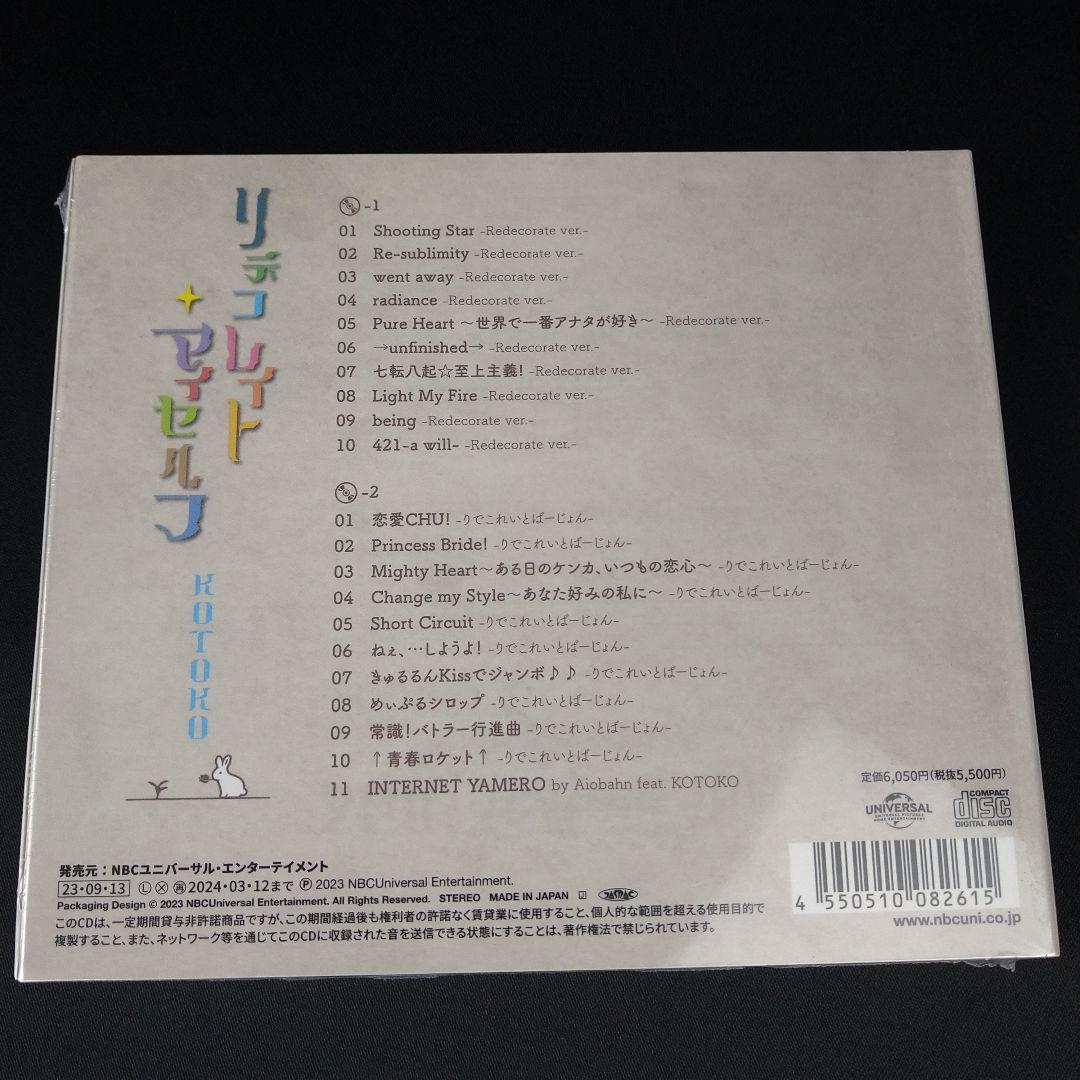 リデコレイト
✦アイセルフ
KOTOKO
-1
01 Shooting Star -Redecorate ver.-
02 Re-sublimity -Redecorate ver.-
03 went away -Redecorate ver.-
04 radiance -Redecorate ver.-
05 Pure Heart 〜世界で一番アナタが好き〜 -Redecorate ver.-
06 →unfinished→ -Redecorate ver.-
07 七転八起☆至上主義! -Redecorate ver.-
08 Light My Fire -Redecorate ver.-
09 being -Redecorate ver.-
10 421-a will- -Redecorate ver.-
-2
01 恋愛CHU! -りでこれいとばーじょん-
02 Princess Bride! -りでこれいとばーじょん-
03 Mighty Heart〜ある日のケンカ、いつもの恋心〜 -りでこれいとばーじょん-
04 Change my Style〜あなた好みの私に〜 -りでこれいとばーじょん-
05 Short Circuit -りでこれいとばーじょん-
06 ねぇ、…しようよ! -りでこれいとばーじょん-
07 きゅるるんKissでジャンボ♪♪ -りでこれいとばーじょん-
08 めぃぷるシロップ -りでこれいとばーじょん-
09 常識!バトラー行進曲 -りでこれいとばーじょん-
10 ↑青春ロケット↑ -りでこれいとばーじょん-
11 INTERNET YAMERO by Aiobahn feat. KOTOKO
定価6,050円(税抜5,500円)
UNIVERSAL
UNIVERSAL PICTURES
HOME ENTERTAINMENT
COMPACT
disc
DIGITAL AUDIO
発売元:NBCユニバーサル・エンターテイメント
23・09・13 Ⓛ Ⓧ ㊞2024・03・12まで Ⓟ 2023 NBCUniversal Entertainment.
Packaging Design © 2023 NBCUniversal Entertainment. All Rights Reserved. STEREO MADE IN JAPAN ☑ JASRAC
このCDは、一定期間貸与非許諾商品ですが、この期間経過後も権利者の許諾なく賃貸業に使用すること、個人的な範囲を超える使用目的で
複製すること、また、ネットワーク等を通じてこのCDに収録された音を送信できる状態にすることは、著作権法で禁じられています。
4 550510 082615
www.nbcuni.co.jp